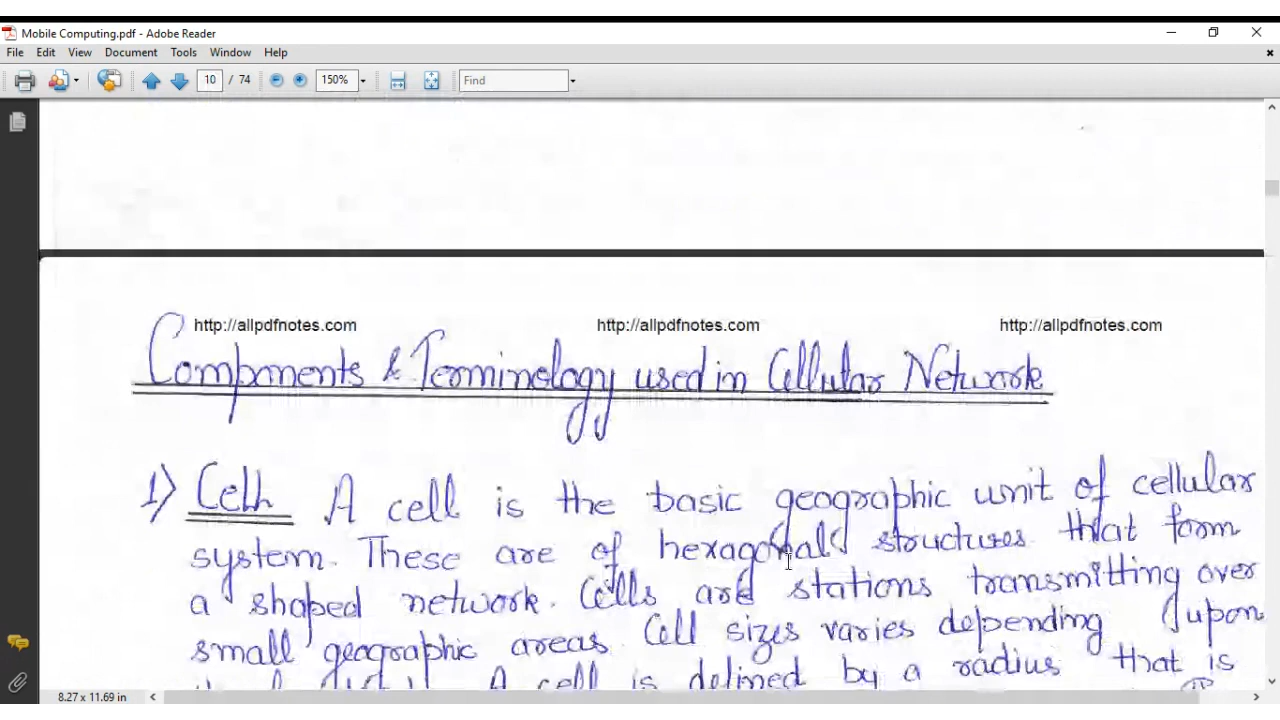 Mobile Computing.pdf - Adobe Reader
File Edit View Document Tools Window Help
10 / 74 150% Find
http://allpdfnotes.com http://allpdfnotes.com http://allpdfnotes.com
Components & Terminology used in Cellular Network
1) Cell:- A cell is the basic geographic unit of cellular
system. These are of hexagonal structures that form
a shaped network. Cells are stations transmitting over
small geographic areas. Cell sizes varies depending upon
A cell is defined by a radius that is
8.27 x 11.69 in